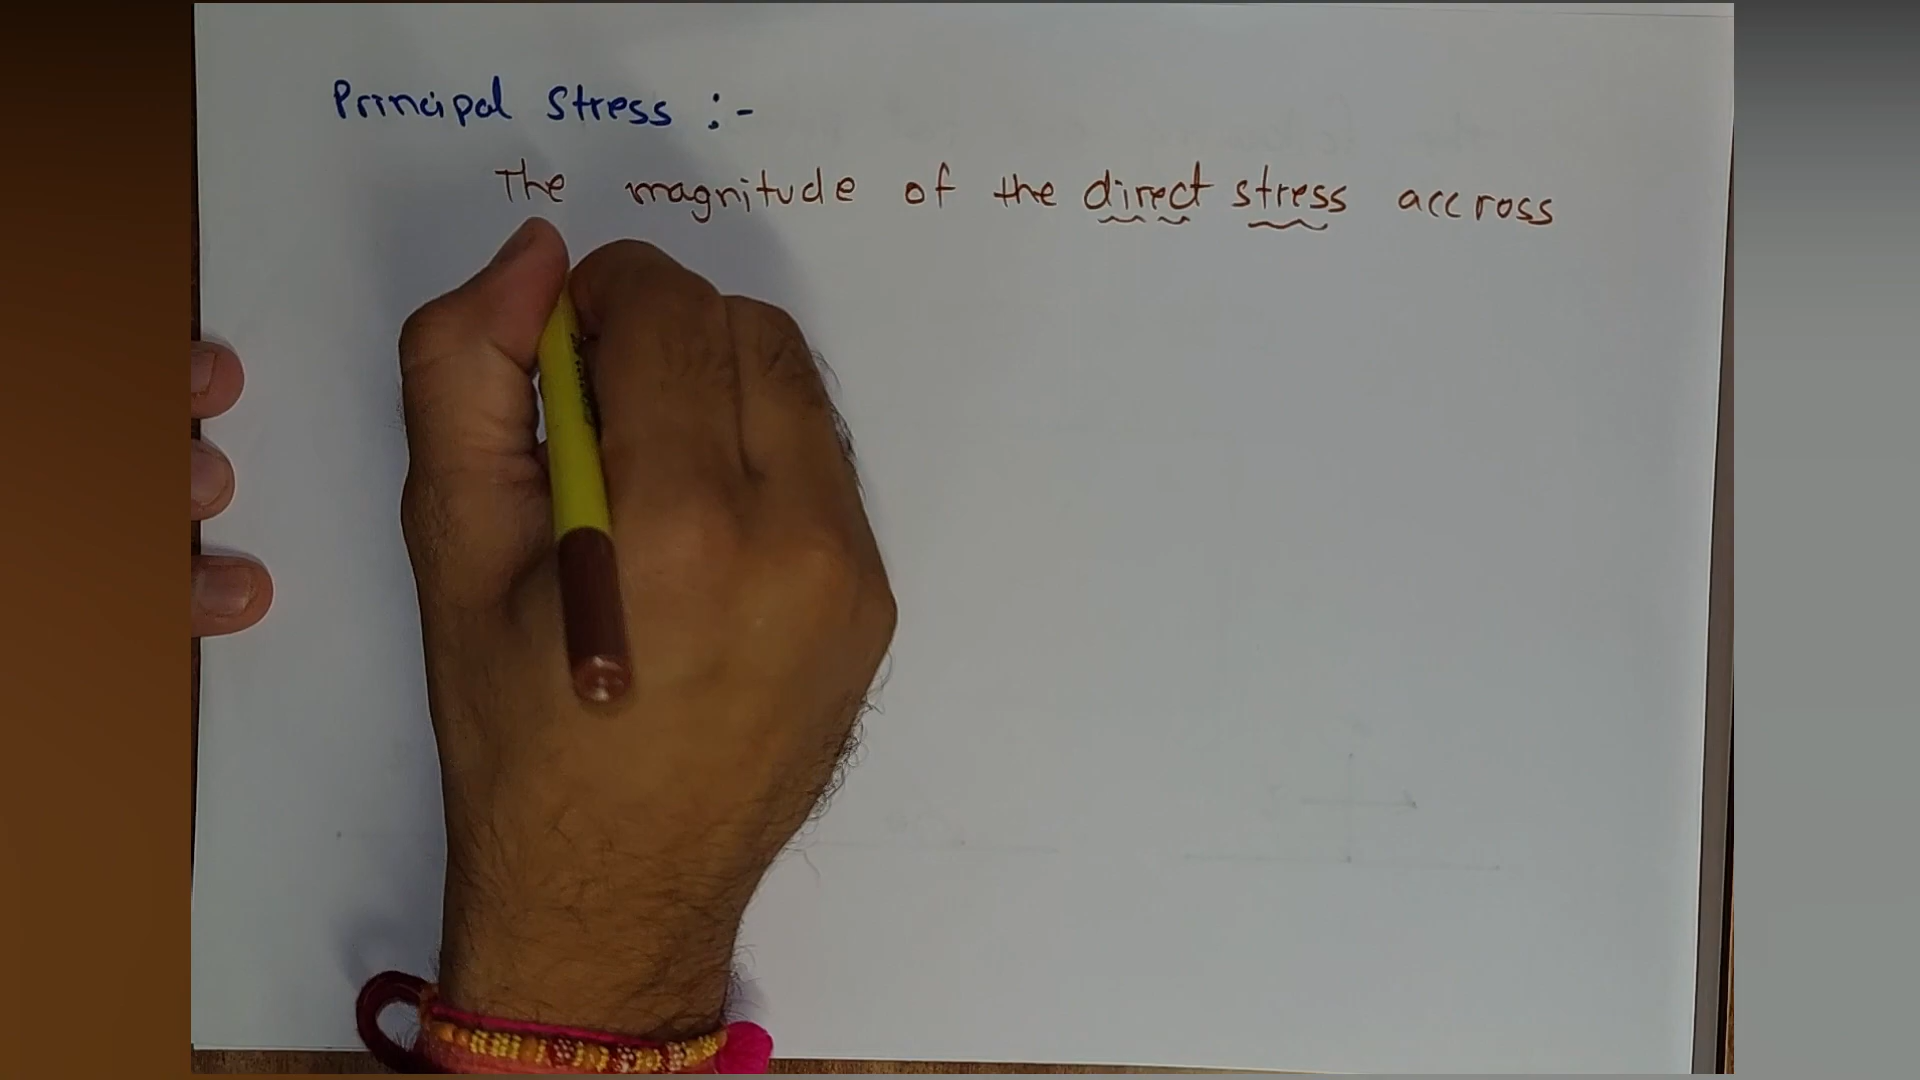 Principal Stress :-
The magnitude of the direct stress accross